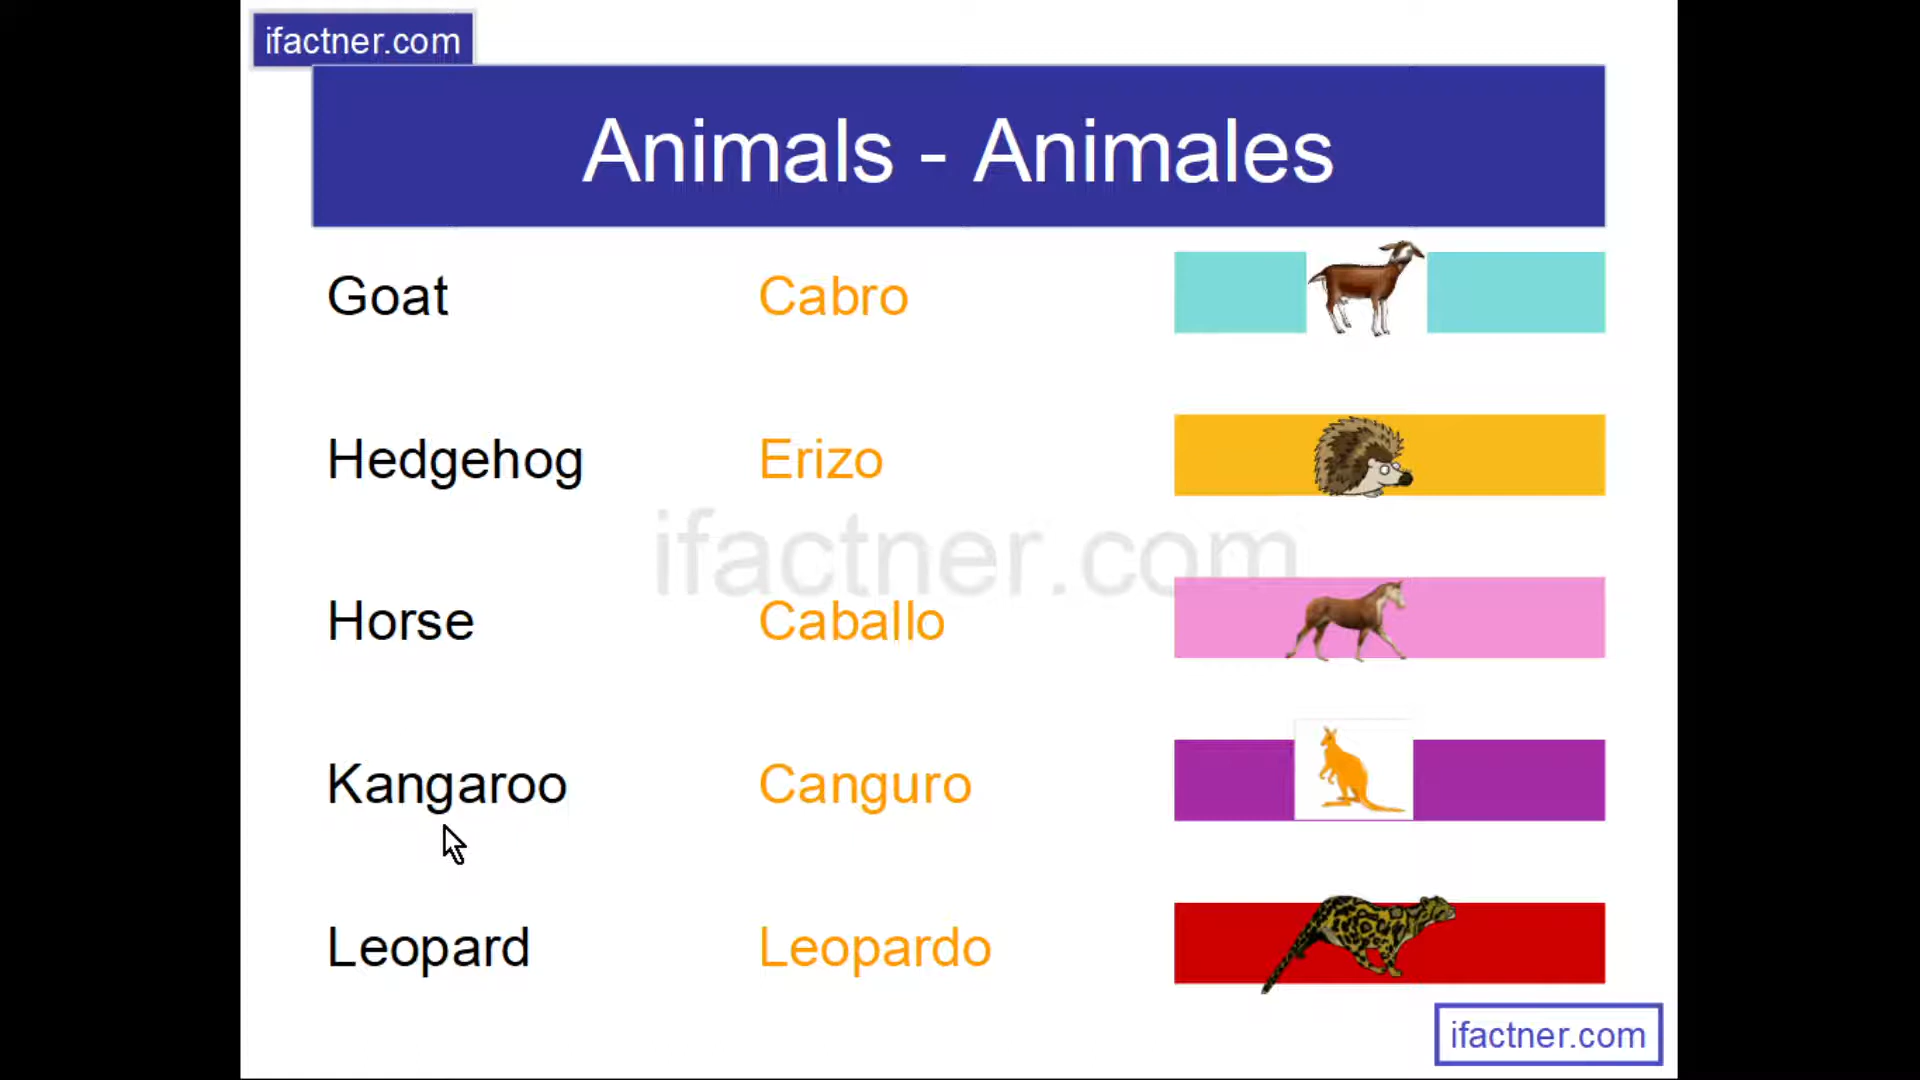 ifactner.com
Animals - Animales
Goat Cabro
Hedgehog Erizo
ifactner.com
Horse Caballo
Kangaroo Canguro
Leopard Leopardo
ifactner.com